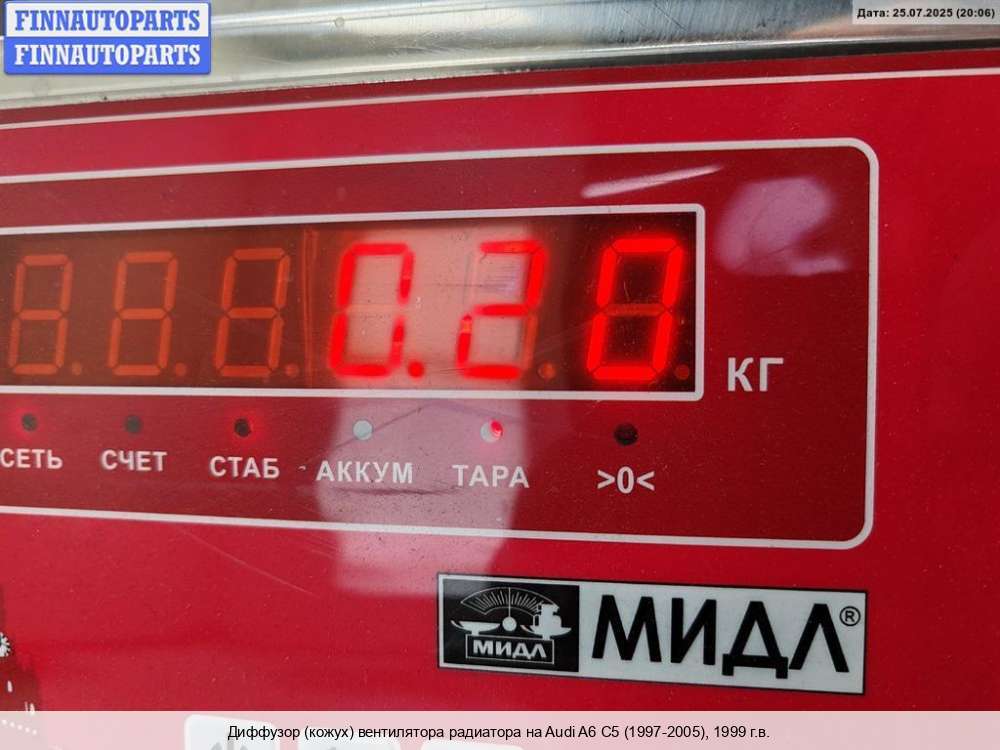 FINNAUTOPARTS
FINNAUTOPARTS
Дата: 25.07.2025 (20:06)
0.20
КГ
СЕТЬ СЧЕТ СТАБ АККУМ ТАРА >0<
МИДЛ
МИДЛ®
Диффузор (кожух) вентилятора радиатора на Audi A6 C5 (1997-2005), 1999 г.в.